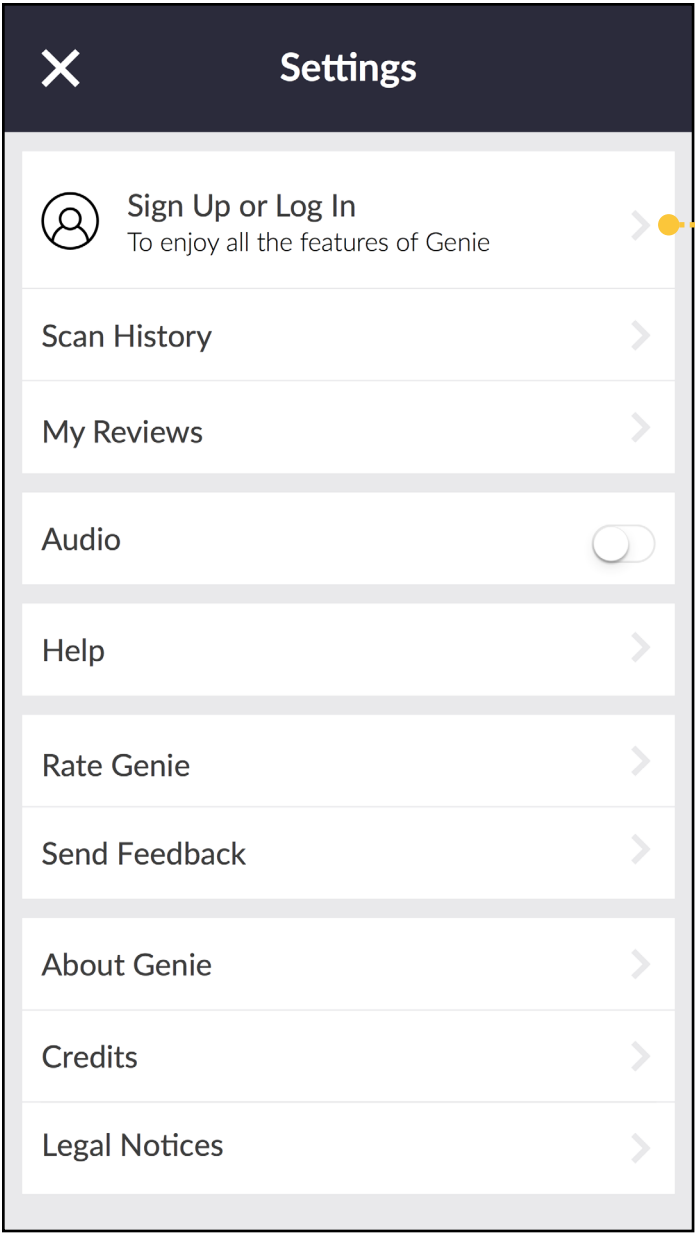 Settings
Sign Up or Log In
To enjoy all the features of Genie
Scan History
My Reviews
Audio
Help
Rate Genie
Send Feedback
About Genie
Credits
Legal Notices